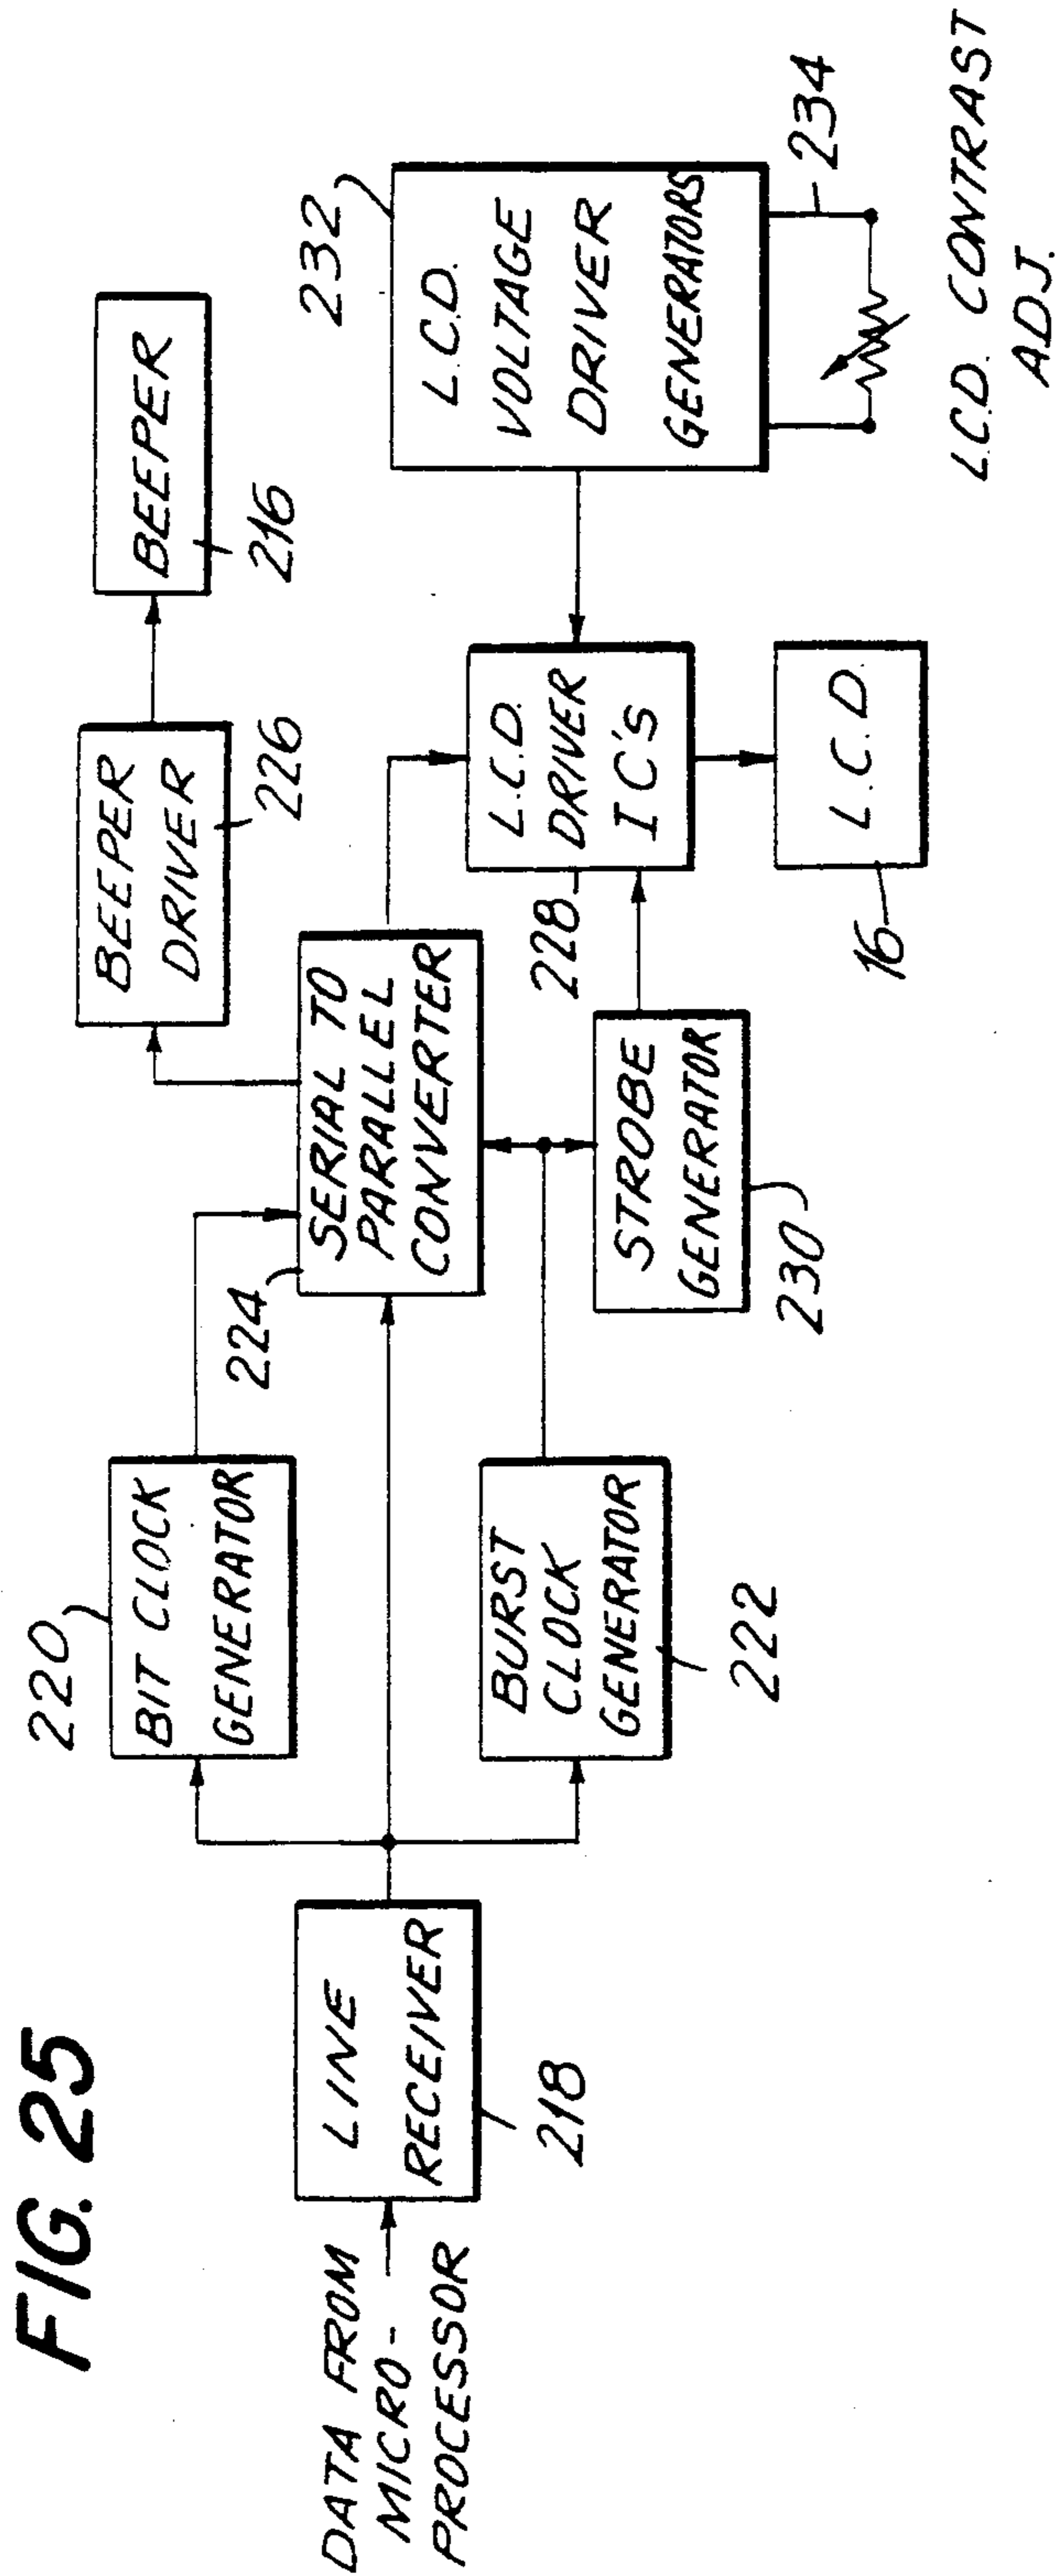 FIG. 25
DATA FROM
MICRO-
PROCESSOR
LINE
RECEIVER
218
220
BIT CLOCK
GENERATOR
BURST
CLOCK
GENERATOR
222
224
SERIAL TO
PARALLEL
CONVERTER
STROBE
GENERATOR
230
BEEPER
DRIVER
226
BEEPER
216
L.C.D.
DRIVER
IC's
228
L.C.D.
16
232
L.C.D.
VOLTAGE
DRIVER
GENERATORS
234
L.C.D. CONTRAST
ADJ.